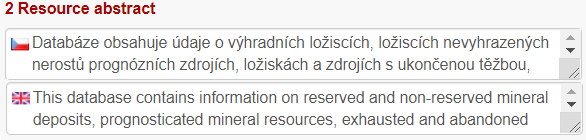 2 Resource abstract
Databáze obsahuje údaje o výhradních ložiscích, ložiscích nevyhrazených
nerostů prognózních zdrojích, ložiskách a zdrojích s ukončenou těžbou,
This database contains information on reserved and non-reserved mineral
deposits, prognosticated mineral resources, exhausted and abandoned